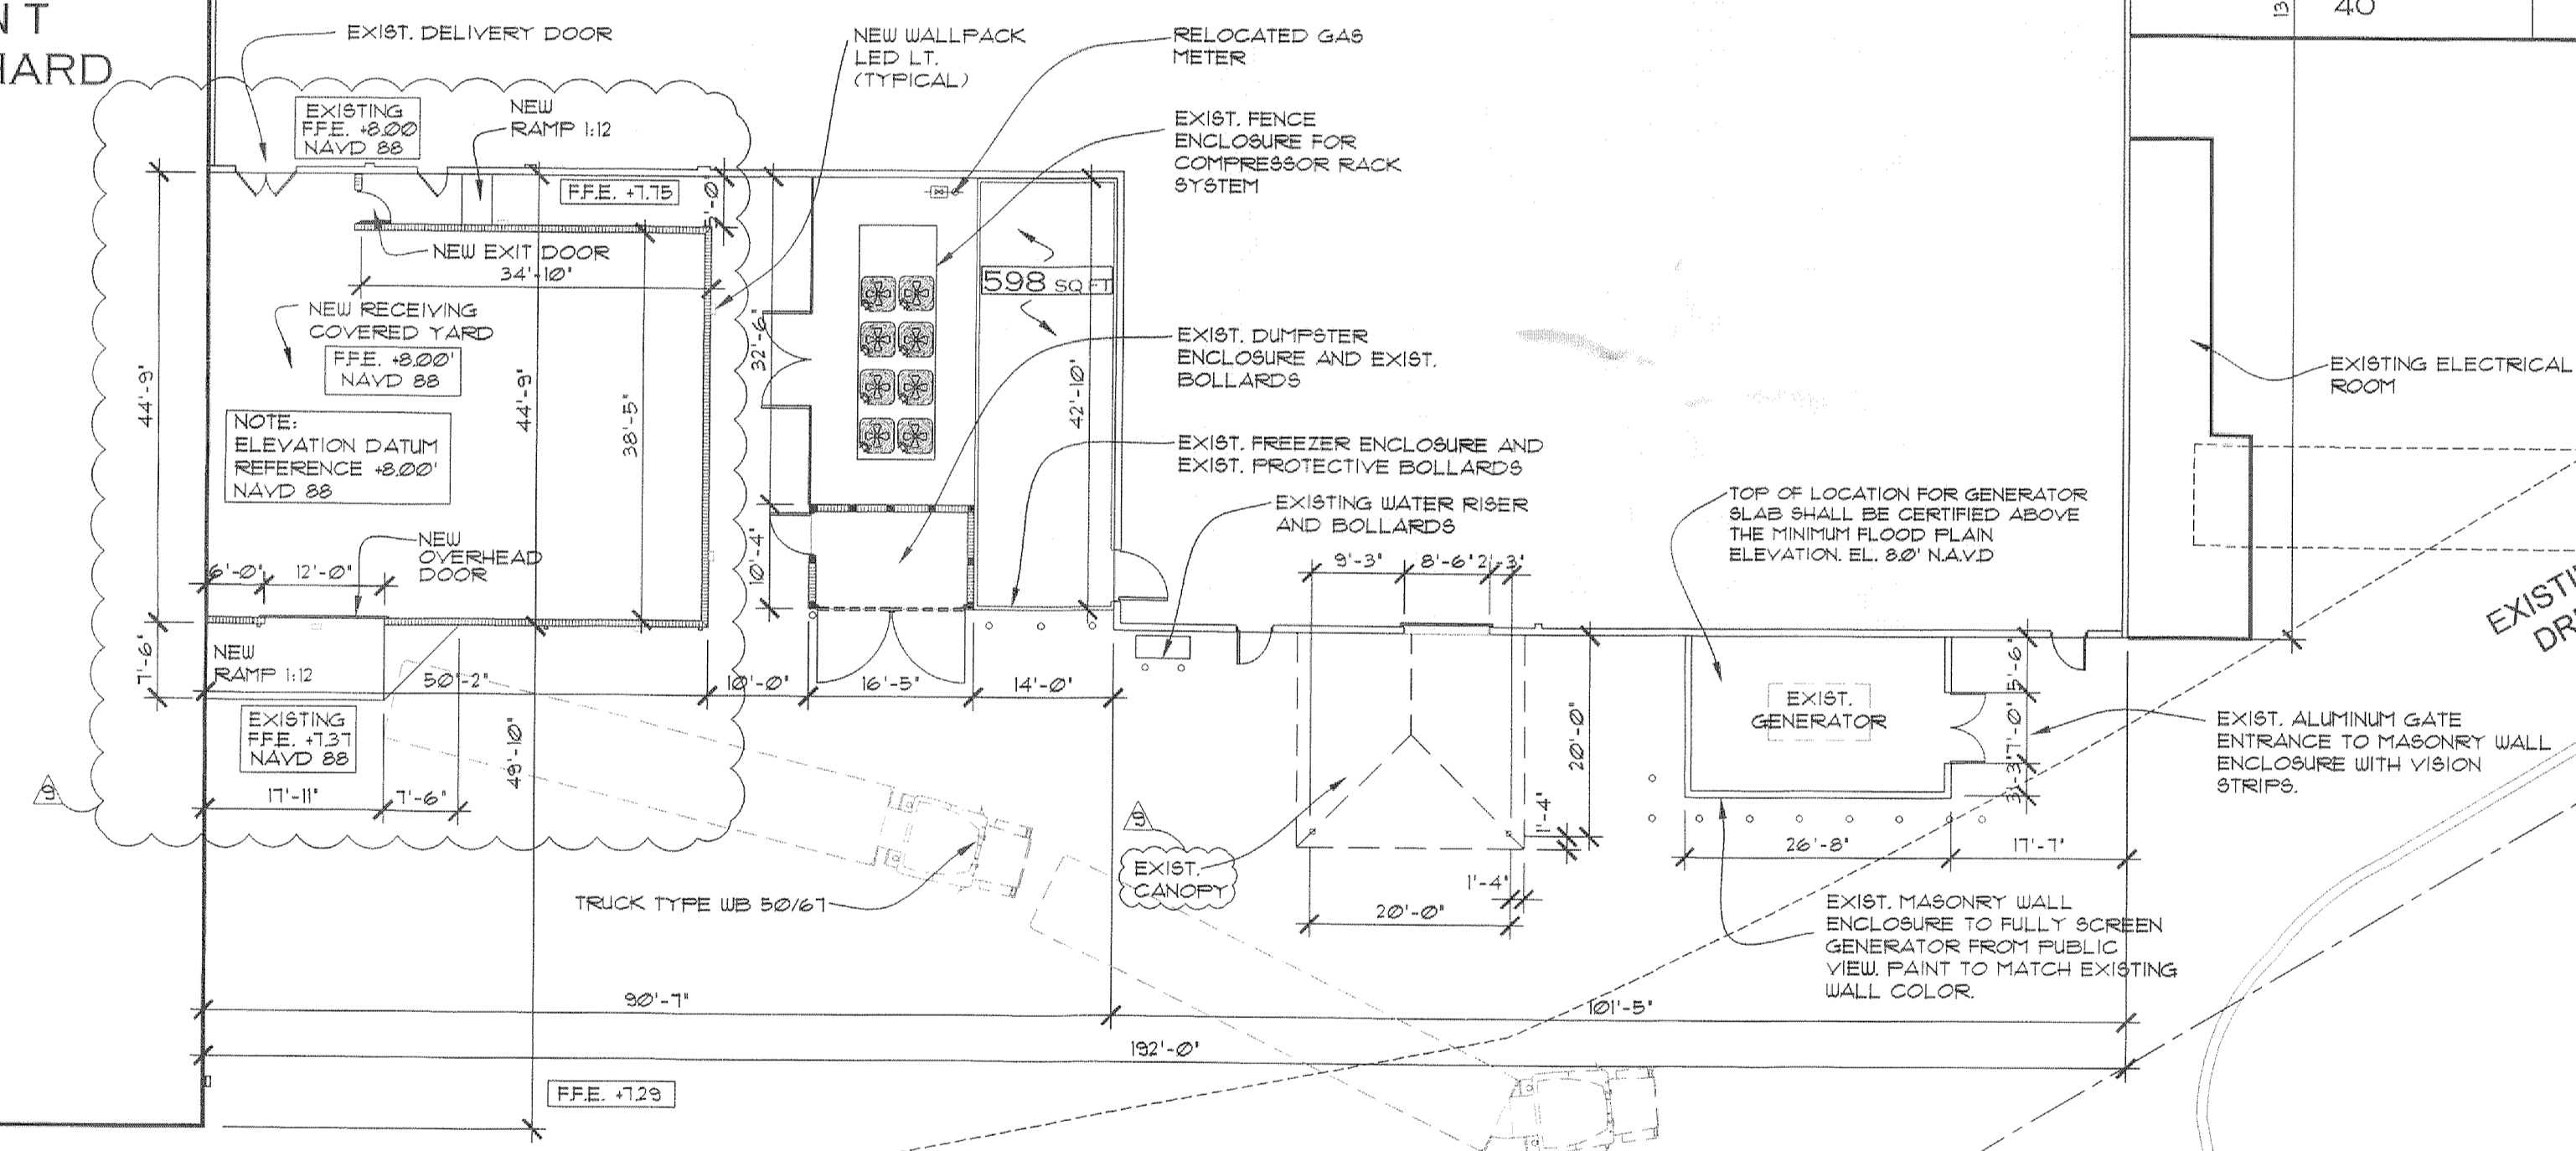 NT
HARD
EXIST. DELIVERY DOOR
EXISTING
F.F.E. +8.00
NAVD 88
NEW
RAMP 1:12
F.F.E. +7.75
NEW WALLPACK
LED LT.
(TYPICAL)
RELOCATED GAS
METER
EXIST. FENCE
ENCLOSURE FOR
COMPRESSOR RACK
SYSTEM
40
13
NEW EXIT DOOR
34'-10"
NEW RECEIVING
COVERED YARD
F.F.E. +8.00'
NAVD 88
NOTE:
ELEVATION DATUM
REFERENCE +8.00'
NAVD 88
44'-9"
44'-9"
38'-5"
32'-6"
598 SQ FT
42'-10"
EXIST. DUMPSTER
ENCLOSURE AND EXIST.
BOLLARDS
EXIST. FREEZER ENCLOSURE AND
EXIST. PROTECTIVE BOLLARDS
EXISTING WATER RISER
AND BOLLARDS
EXISTING ELECTRICAL
ROOM
TOP OF LOCATION FOR GENERATOR
SLAB SHALL BE CERTIFIED ABOVE
THE MINIMUM FLOOD PLAIN
ELEVATION. EL. 8.0' N.A.V.D
NEW
OVERHEAD
DOOR
6'-0"
12'-0"
10'-4"
9'-3"
8'-6"
2'-3"
7'-6"
NEW
RAMP 1:12
50'-2"
10'-0"
16'-5"
14'-0"
EXISTING
F.F.E. +7.37
NAVD 88
49'-10"
17'-11"
7'-6"
9
9
EXIST.
CANOPY
20'-0"
1'-4"
1'-4"
20'-0"
EXIST.
GENERATOR
5'-6"
7'-0"
3'-3"
26'-8"
17'-7"
EXIST. ALUMINUM GATE
ENTRANCE TO MASONRY WALL
ENCLOSURE WITH VISION
STRIPS.
TRUCK TYPE WB 50/67
EXIST. MASONRY WALL
ENCLOSURE TO FULLY SCREEN
GENERATOR FROM PUBLIC
VIEW. PAINT TO MATCH EXISTING
WALL COLOR.
90'-7"
101'-5"
192'-0"
F.F.E. +7.29